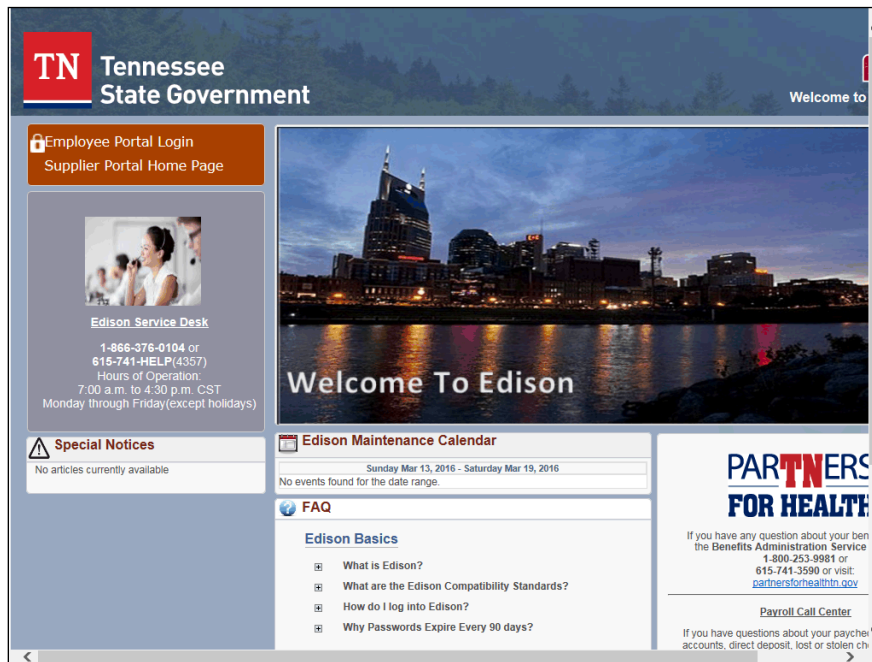 TN
Tennessee
State Government
Welcome to
Employee Portal Login
Supplier Portal Home Page
Edison Service Desk
1-866-376-0104 or
615-741-HELP(4357)
Hours of Operation:
7:00 a.m. to 4:30 p.m. CST
Monday through Friday(except holidays)
Special Notices
No articles currently available
Welcome To Edison
Edison Maintenance Calendar
Sunday Mar 13, 2016 - Saturday Mar 19, 2016
No events found for the date range.
FAQ
Edison Basics
What is Edison?
What are the Edison Compatibility Standards?
How do I log into Edison?
Why Passwords Expire Every 90 days?
PARTNERS
FOR HEALTH
If you have any question about your ben
the Benefits Administration Service
1-800-253-9981 or
615-741-3590 or visit:
partnersforhealthtn.gov
Payroll Call Center
If you have questions about your paychec
accounts, direct deposit, lost or stolen ch